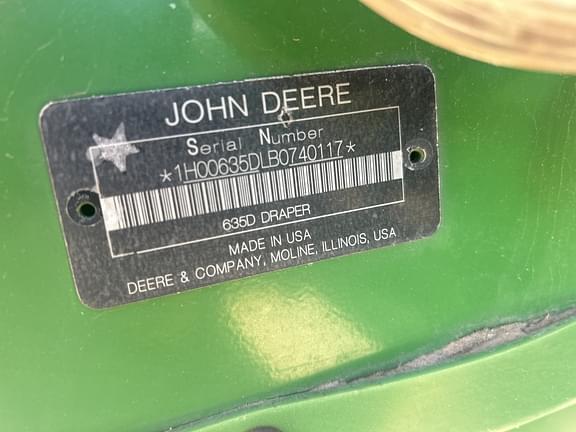 JOHN DEERE
Serial Number
*1H00635DLB0740117*
635D DRAPER
MADE IN USA
DEERE & COMPANY, MOLINE, ILLINOIS, USA